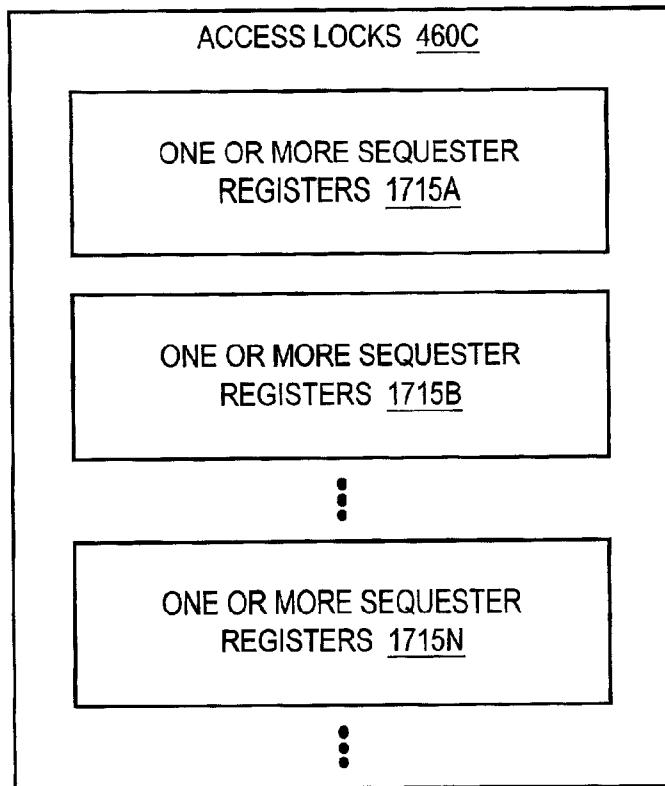 ACCESS LOCKS 460C
ONE OR MORE SEQUESTER
REGISTERS 1715A
ONE OR MORE SEQUESTER
REGISTERS 1715B
ONE OR MORE SEQUESTER
REGISTERS 1715N